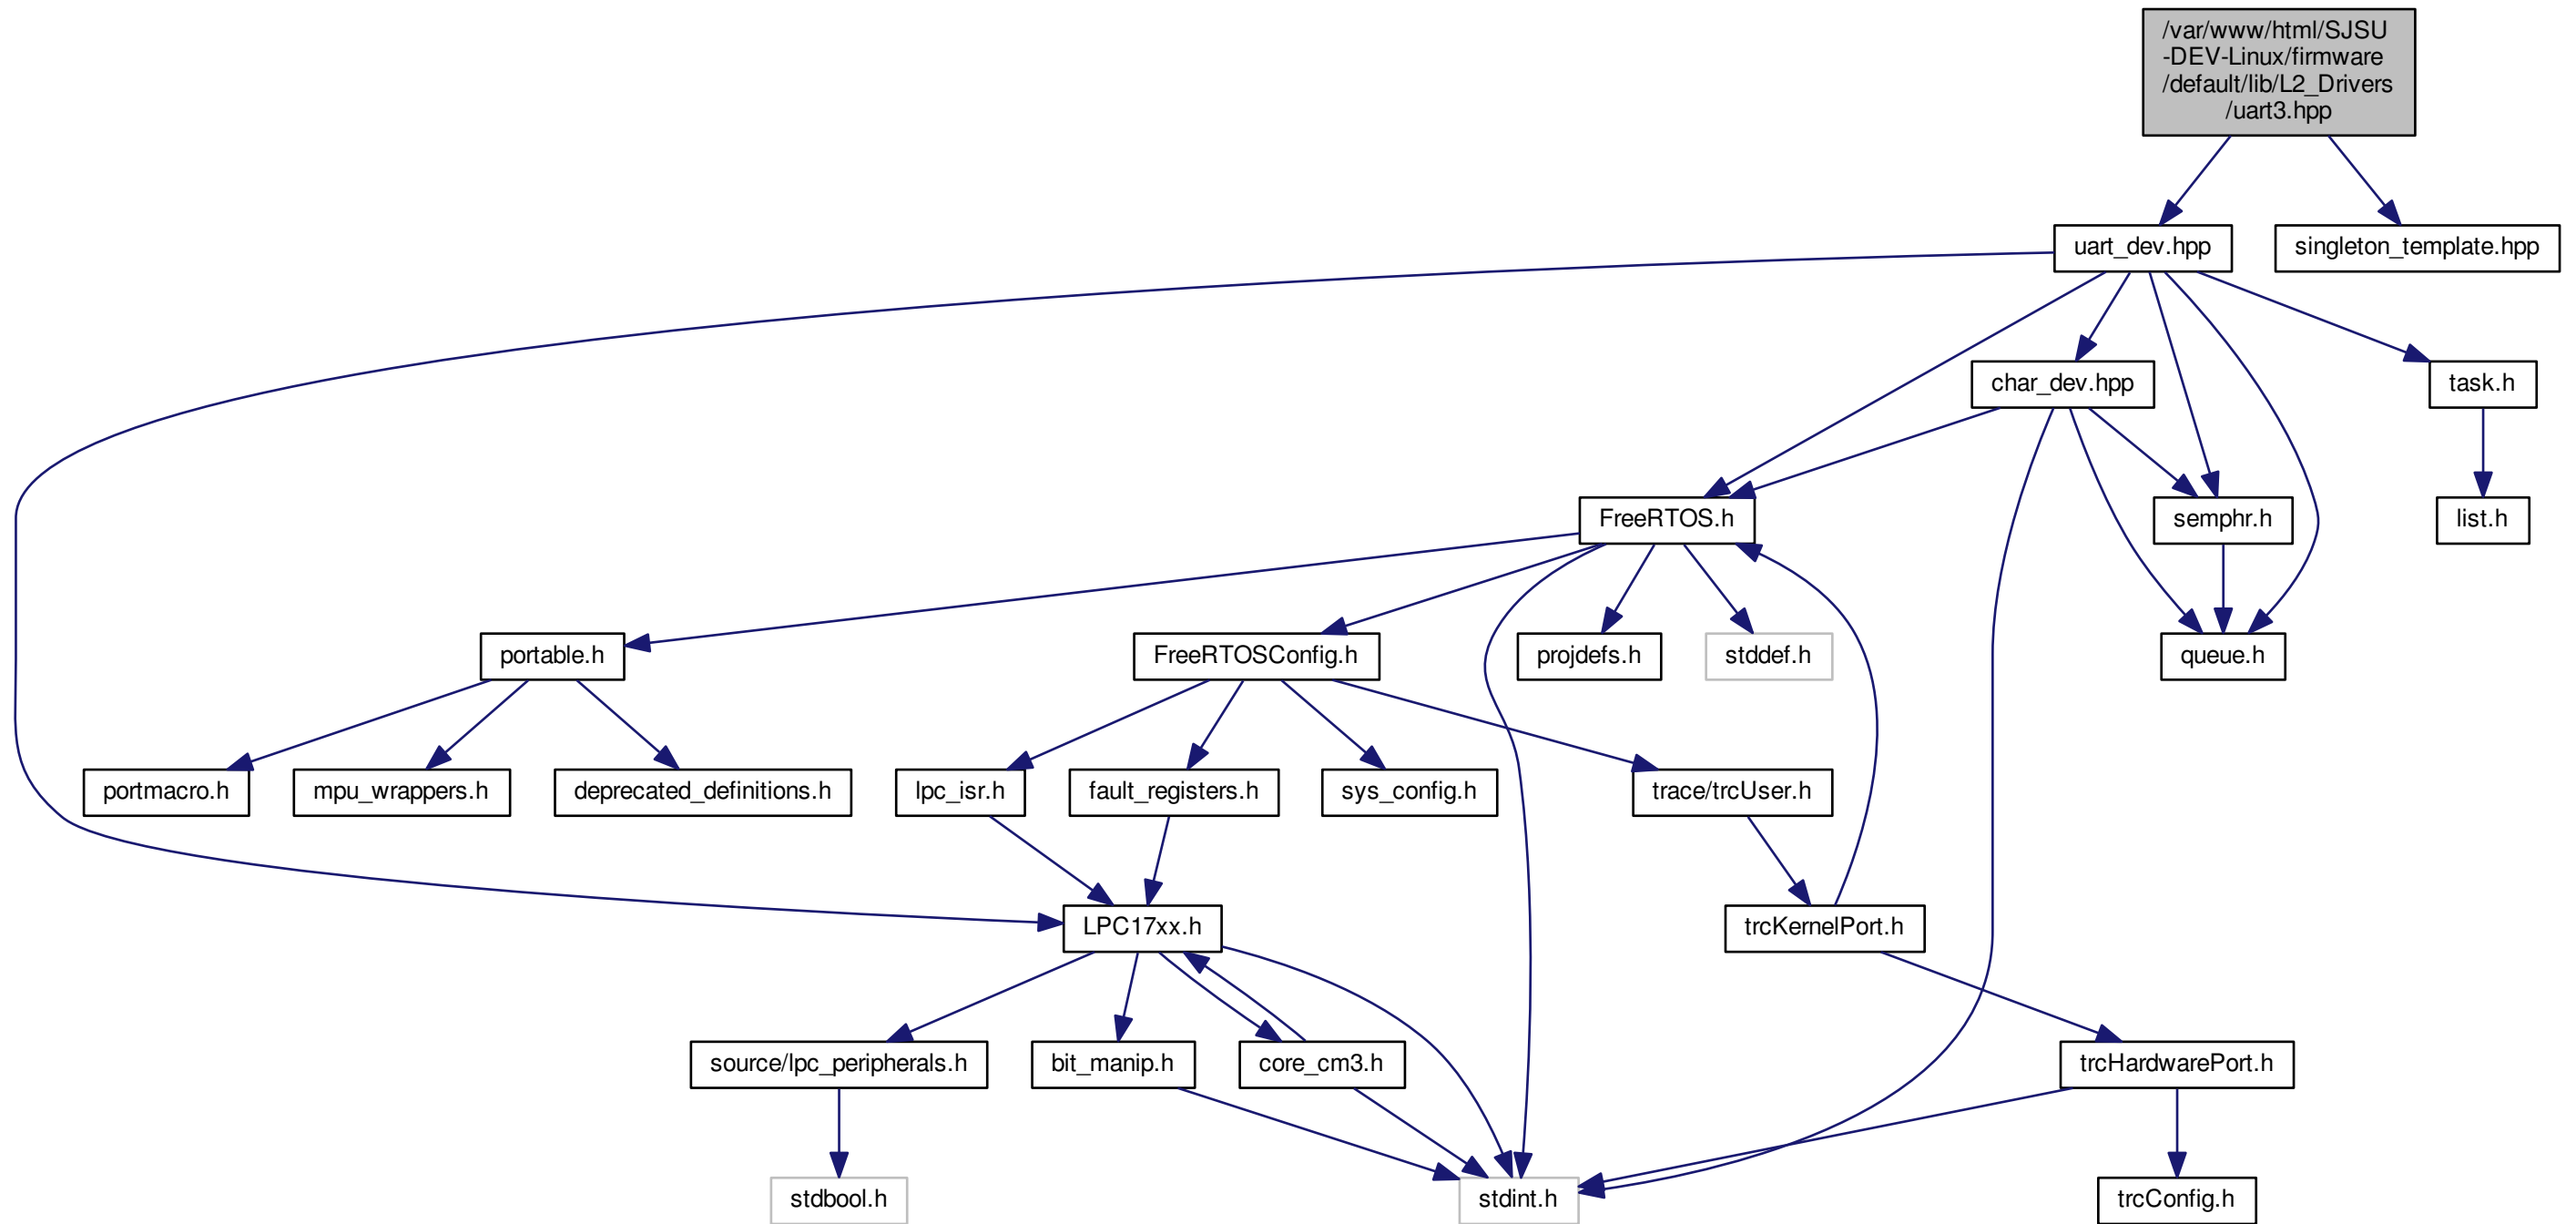 /var/www/html/SJSU
-DEV-Linux/firmware
/default/lib/L2_Drivers
/uart3.hpp
uart_dev.hpp
singleton_template.hpp
char_dev.hpp
task.h
FreeRTOS.h
semphr.h
list.h
portable.h
FreeRTOSConfig.h
projdefs.h
stddef.h
queue.h
portmacro.h
mpu_wrappers.h
deprecated_definitions.h
lpc_isr.h
fault_registers.h
sys_config.h
trace/trcUser.h
LPC17xx.h
trcKernelPort.h
source/lpc_peripherals.h
bit_manip.h
core_cm3.h
trcHardwarePort.h
stdbool.h
stdint.h
trcConfig.h